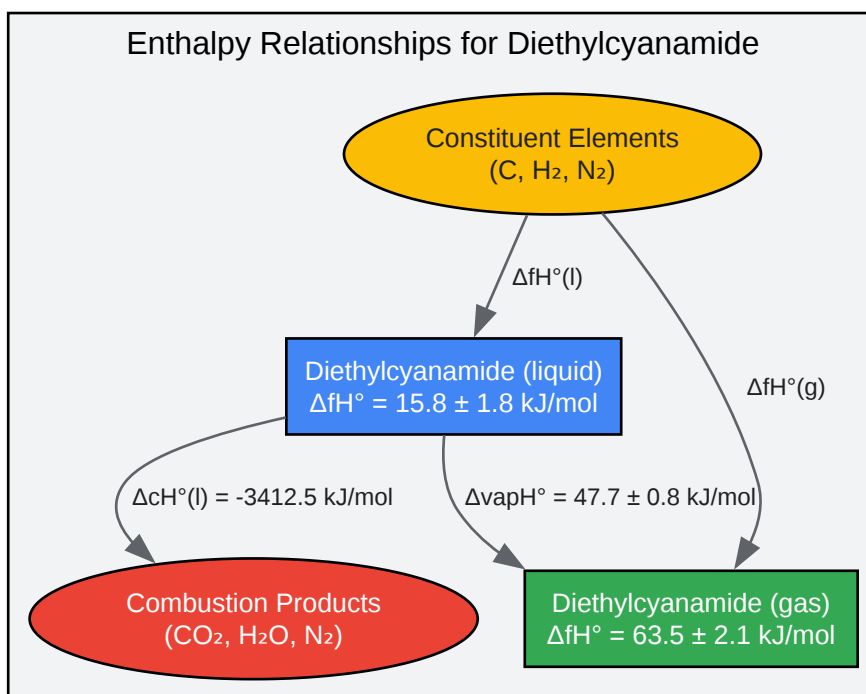 Enthalpy Relationships for Diethylcyanamide
Constituent Elements
(C, H₂, N₂)
ΔfH°(l)
Diethylcyanamide (liquid)
ΔfH° = 15.8 ± 1.8 kJ/mol
ΔfH°(g)
ΔcH°(l) = -3412.5 kJ/mol
ΔvapH° = 47.7 ± 0.8 kJ/mol
Combustion Products
(CO₂, H₂O, N₂)
Diethylcyanamide (gas)
ΔfH° = 63.5 ± 2.1 kJ/mol